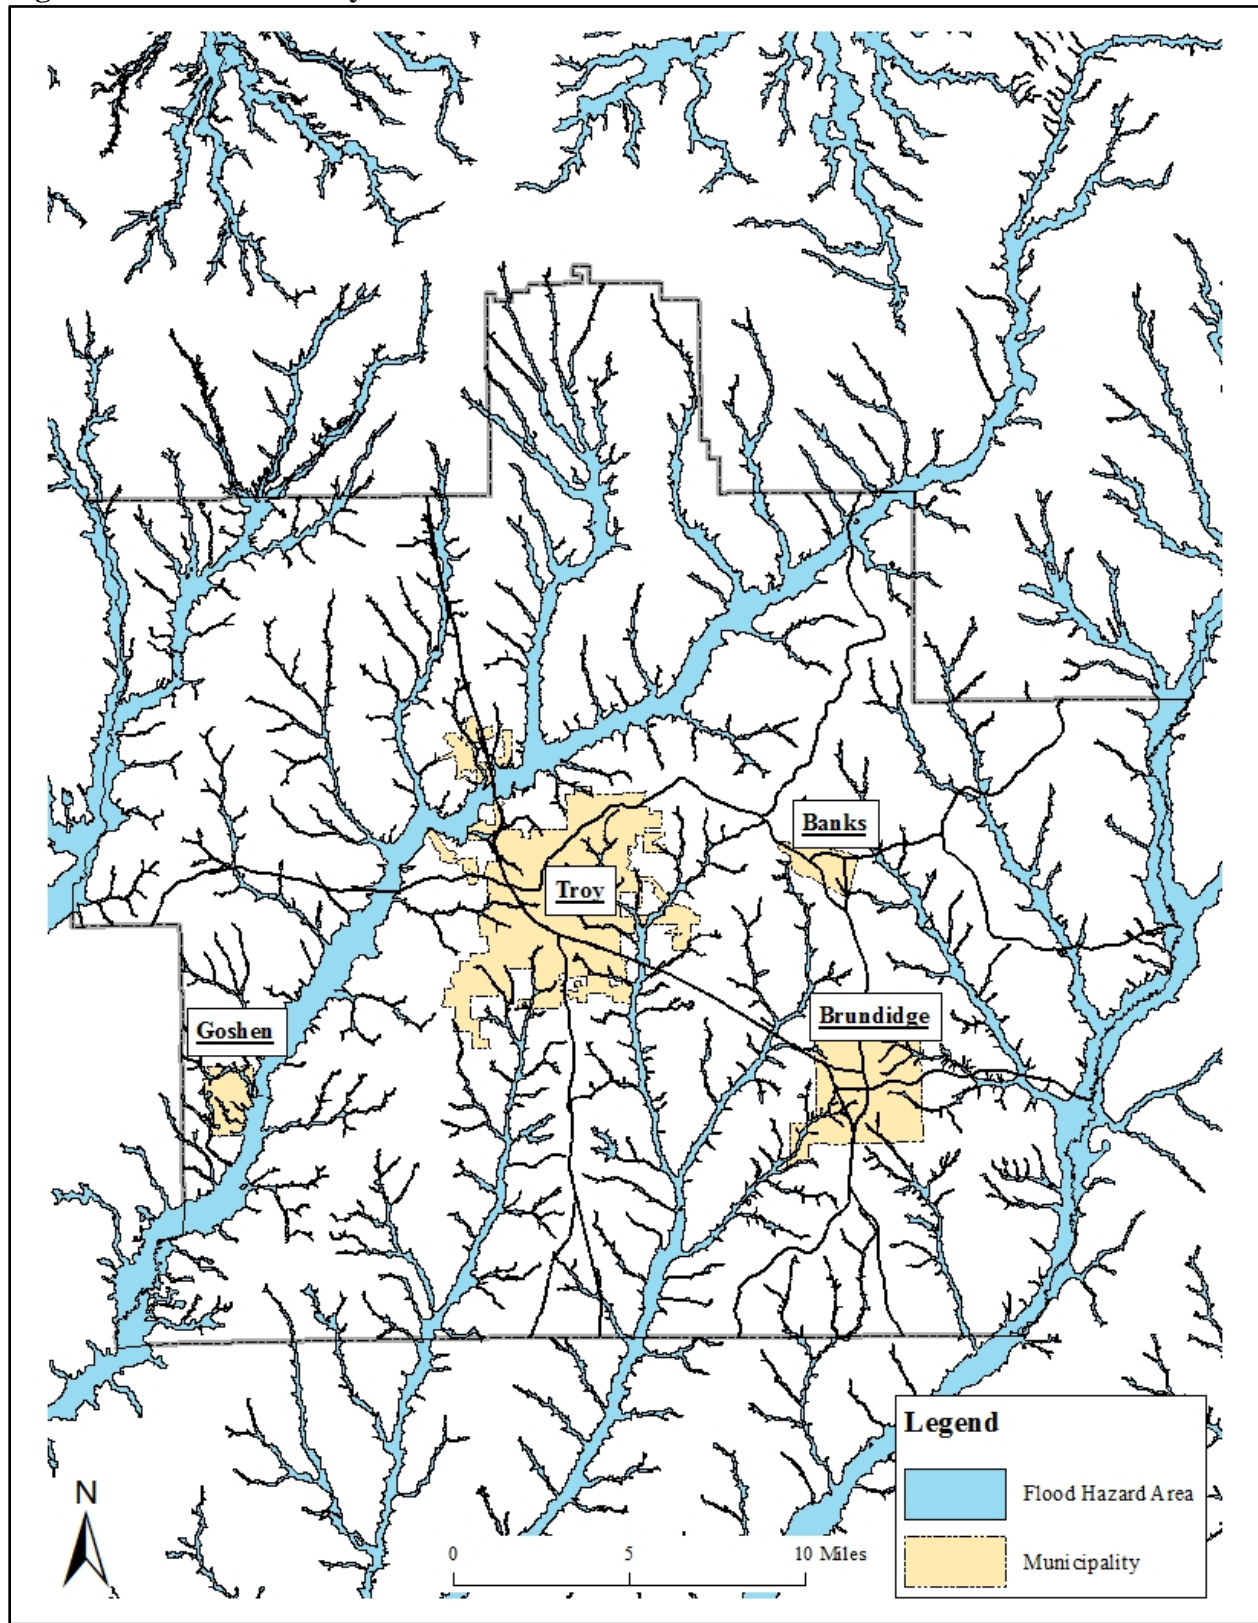 Banks
Troy
Brundidge
Goshen
Legend
Flood Hazard Area
Municipality
N
0 5 10 Miles